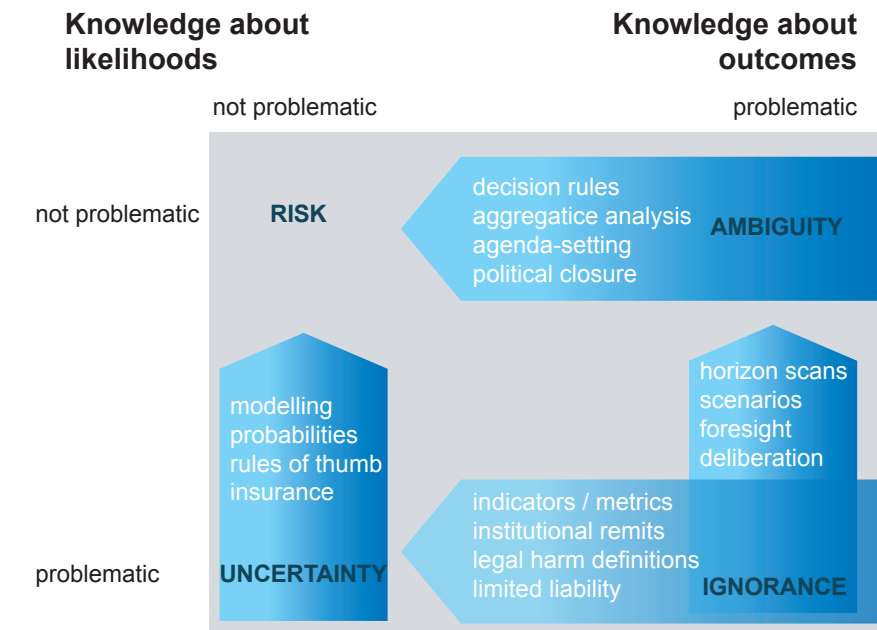 Knowledge about
likelihoods
Knowledge about
outcomes
not problematic
problematic
not problematic
RISK
decision rules
aggregatice analysis
agenda-setting
political closure
AMBIGUITY
modelling
probabilities
rules of thumb
insurance
horizon scans
scenarios
foresight
deliberation
indicators / metrics
institutional remits
legal harm definitions
limited liability
problematic
UNCERTAINTY
IGNORANCE